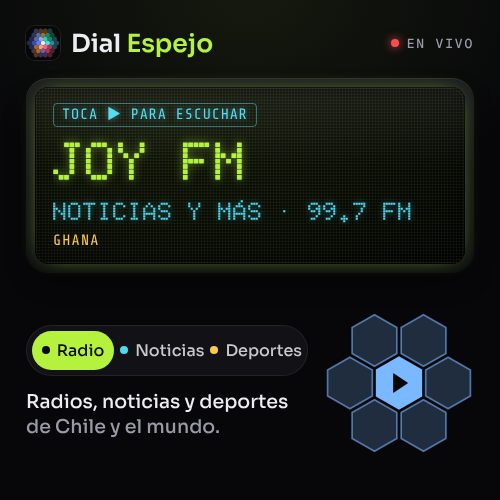 Dial Espejo
EN VIVO
TOCA ▶ PARA ESCUCHAR
JOY FM
NOTICIAS Y MÁS · 99.7 FM
GHANA
Radio Noticias Deportes
Radios, noticias y deportes
de Chile y el mundo.